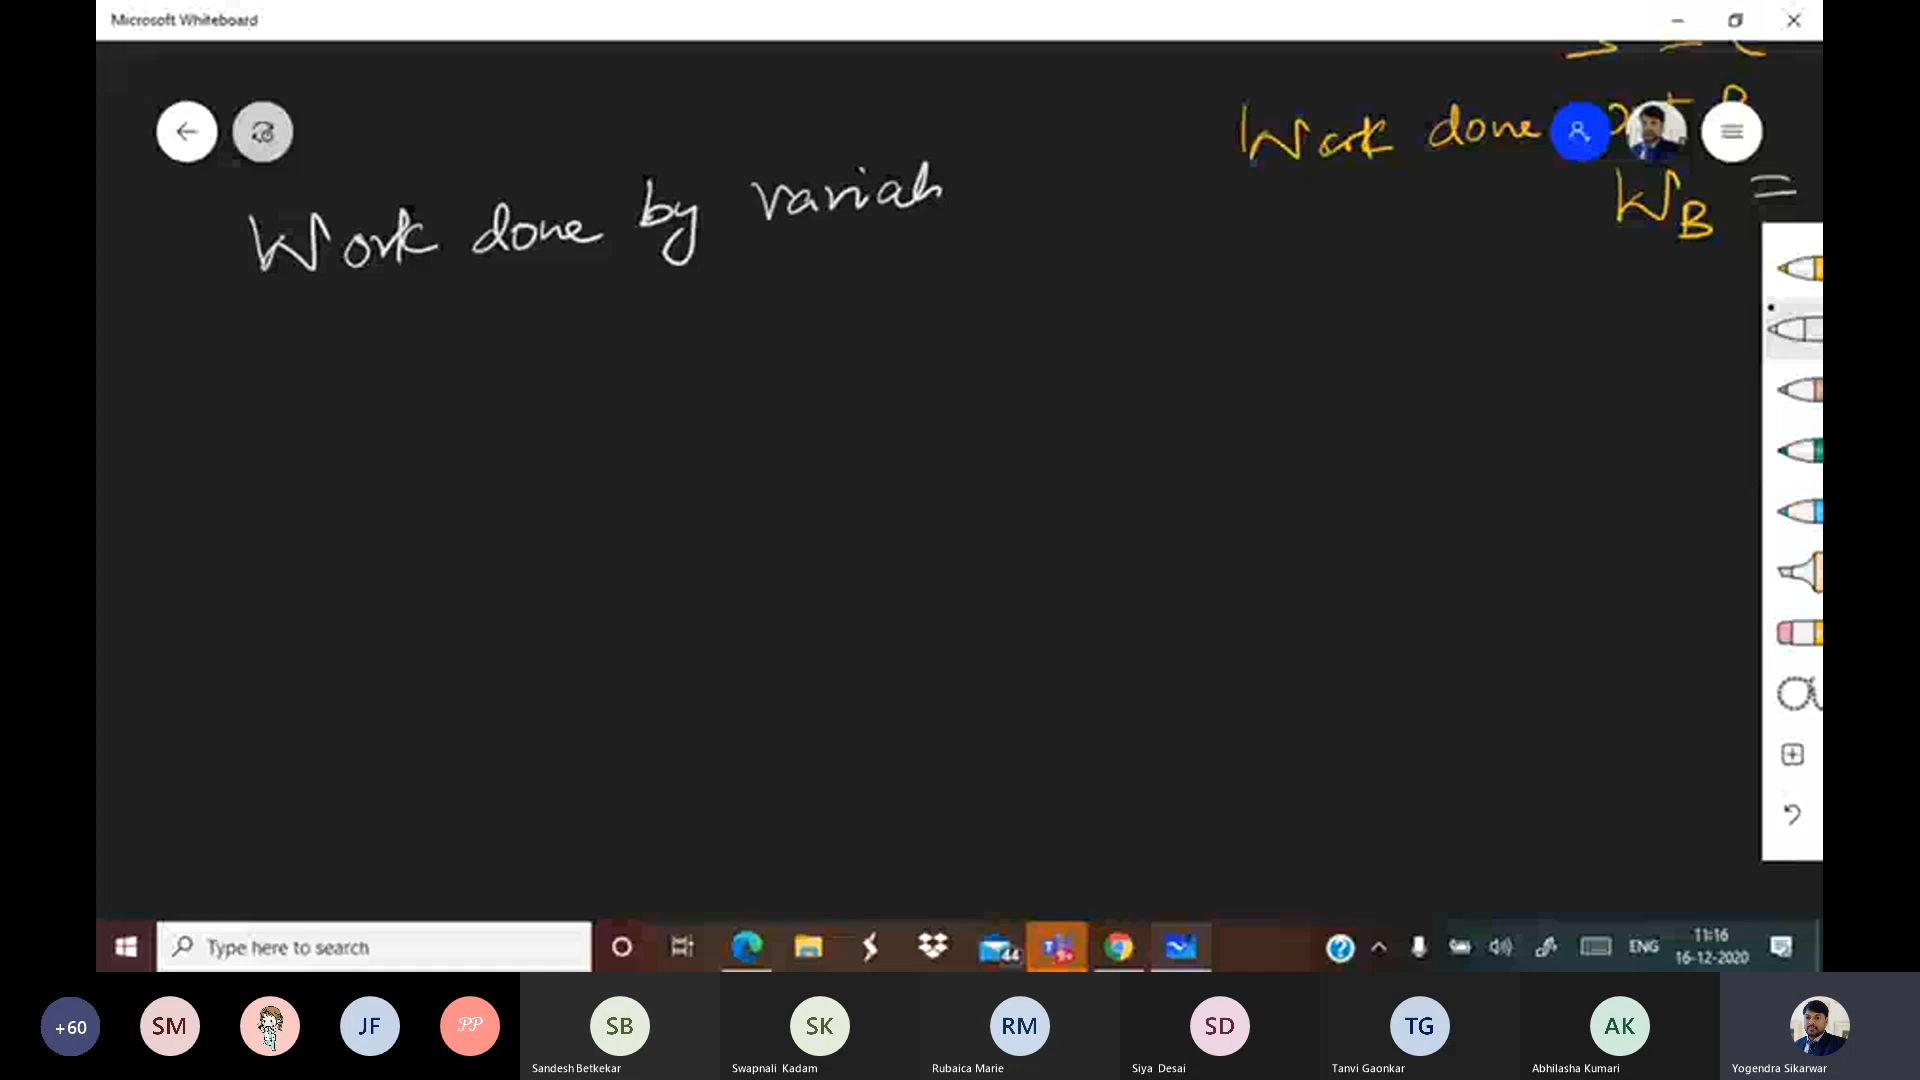 Microsoft Whiteboard
Work done
W_B =
Work done by variab
Type here to search
44
9+
ENG
11:16
16-12-2020
+60
SM
JF
PP
SB
SK
RM
SD
TG
AK
Sandesh Betkekar
Swapnali Kadam
Rubaica Marie
Siya Desai
Tanvi Gaonkar
Abhilasha Kumari
Yogendra Sikarwar